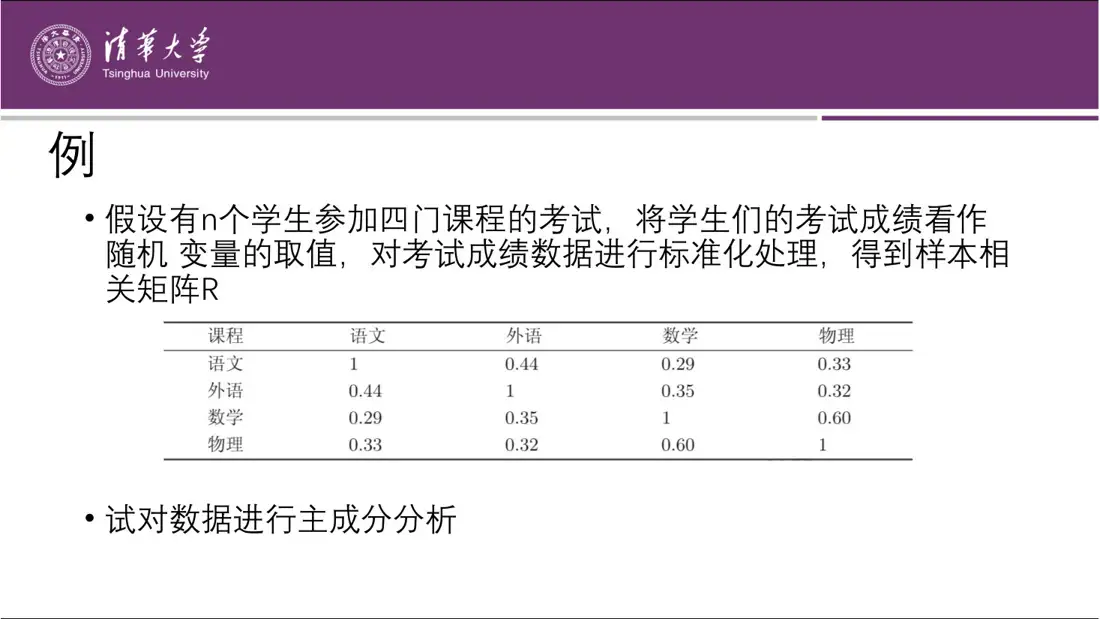 清华大学
Tsinghua University
例
• 假设有n个学生参加四门课程的考试，将学生们的考试成绩看作
随机 变量的取值，对考试成绩数据进行标准化处理，得到样本相
关矩阵R
课程 语文 外语 数学 物理
语文 1 0.44 0.29 0.33
外语 0.44 1 0.35 0.32
数学 0.29 0.35 1 0.60
物理 0.33 0.32 0.60 1
• 试对数据进行主成分分析